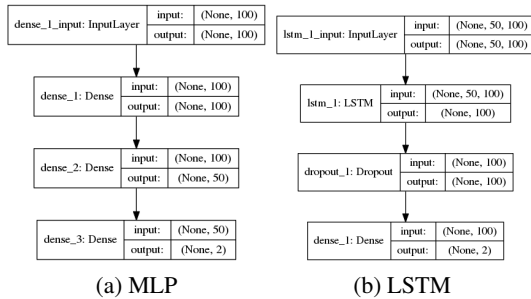 dense_1_input: InputLayer
input: (None, 100)
output: (None, 100)
dense_1: Dense
input: (None, 100)
output: (None, 100)
dense_2: Dense
input: (None, 100)
output: (None, 50)
dense_3: Dense
input: (None, 50)
output: (None, 2)
(a) MLP
lstm_1_input: InputLayer
input: (None, 50, 100)
output: (None, 50, 100)
lstm_1: LSTM
input: (None, 50, 100)
output: (None, 100)
dropout_1: Dropout
input: (None, 100)
output: (None, 100)
dense_1: Dense
input: (None, 100)
output: (None, 2)
(b) LSTM